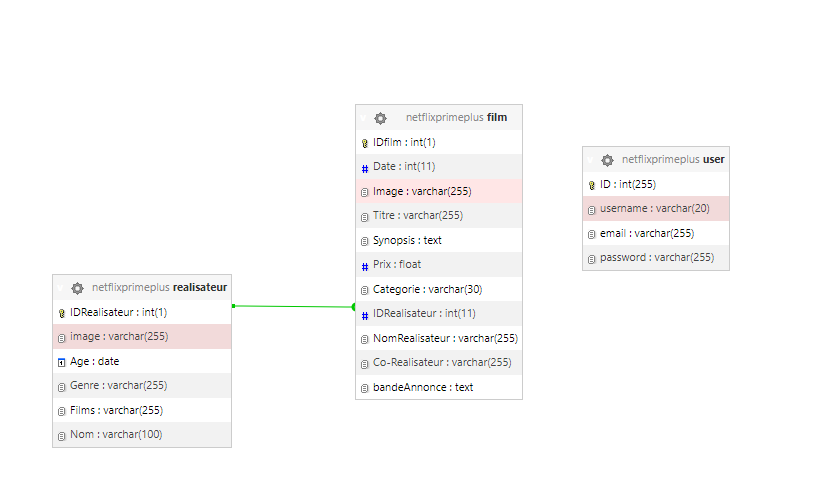 netflixprimeplus realisateur
IDRealisateur : int(1)
image : varchar(255)
Age : date
Genre : varchar(255)
Films : varchar(255)
Nom : varchar(100)
netflixprimeplus film
IDfilm : int(1)
Date : int(11)
Image : varchar(255)
Titre : varchar(255)
Synopsis : text
Prix : float
Categorie : varchar(30)
IDRealisateur : int(11)
NomRealisateur : varchar(255)
Co-Realisateur : varchar(255)
bandeAnnonce : text
netflixprimeplus user
ID : int(255)
username : varchar(20)
email : varchar(255)
password : varchar(255)